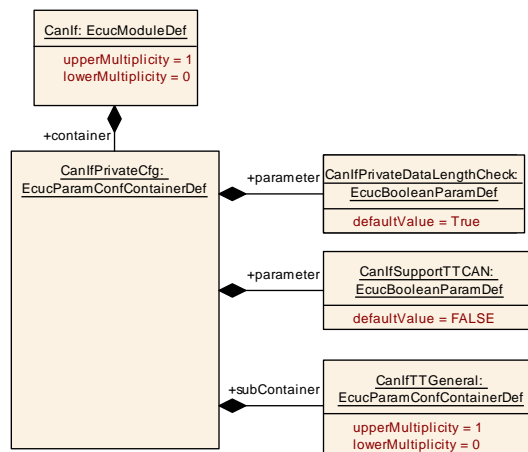 CanIf: EcucModuleDef
upperMultiplicity = 1
lowerMultiplicity = 0
+container
CanIfPrivateCfg:
EcucParamConfContainerDef
+parameter
CanIfPrivateDataLengthCheck:
EcucBooleanParamDef
defaultValue = True
+parameter
CanIfSupportTTCAN:
EcucBooleanParamDef
defaultValue = FALSE
+subContainer
CanIfTTGeneral:
EcucParamConfContainerDef
upperMultiplicity = 1
lowerMultiplicity = 0